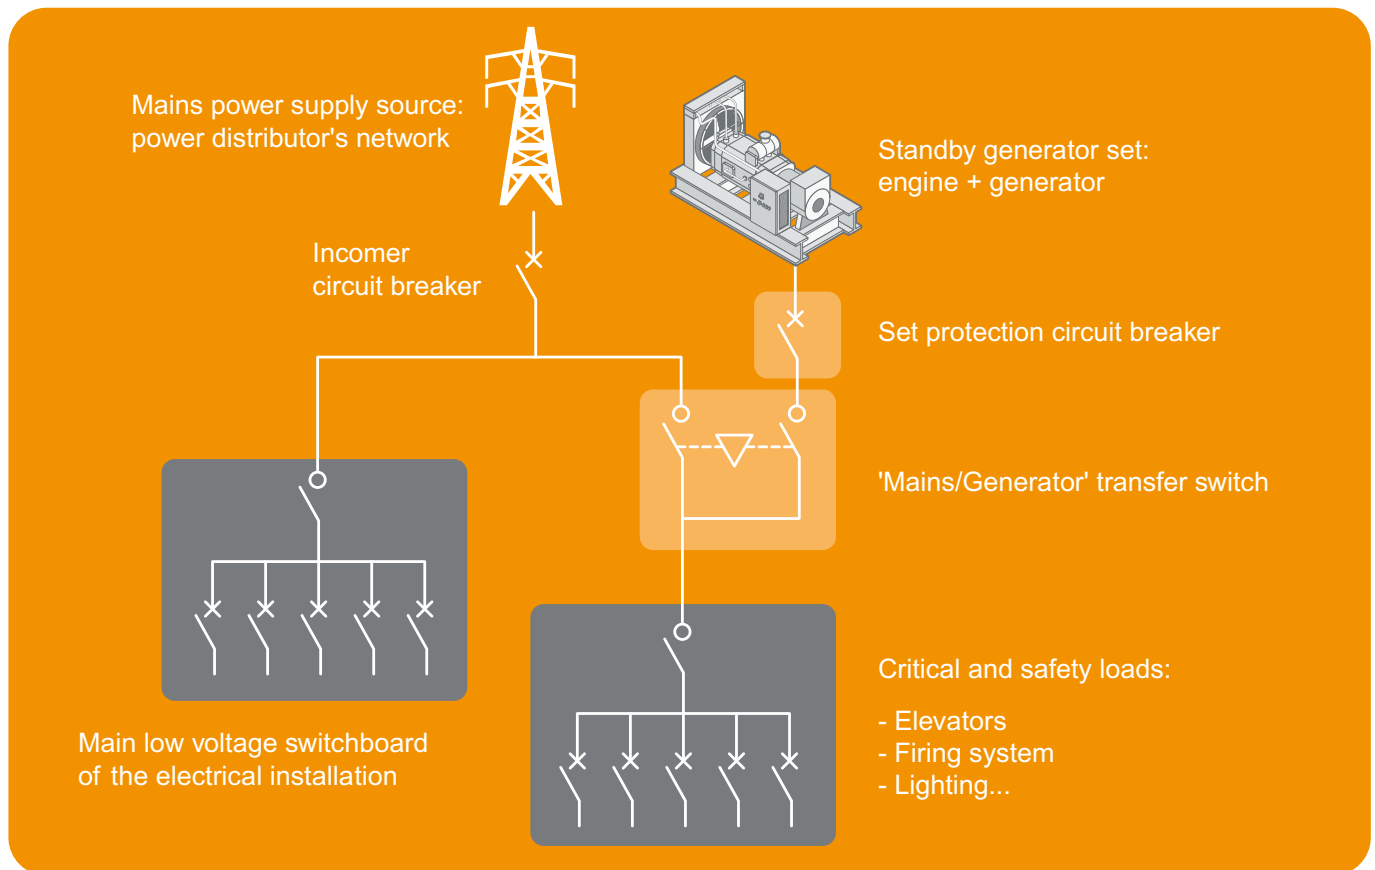 Mains power supply source:
power distributor's network
Standby generator set:
engine + generator
Incomer
circuit breaker
Set protection circuit breaker
'Mains/Generator' transfer switch
Critical and safety loads:
- Elevators
- Firing system
- Lighting...
Main low voltage switchboard
of the electrical installation